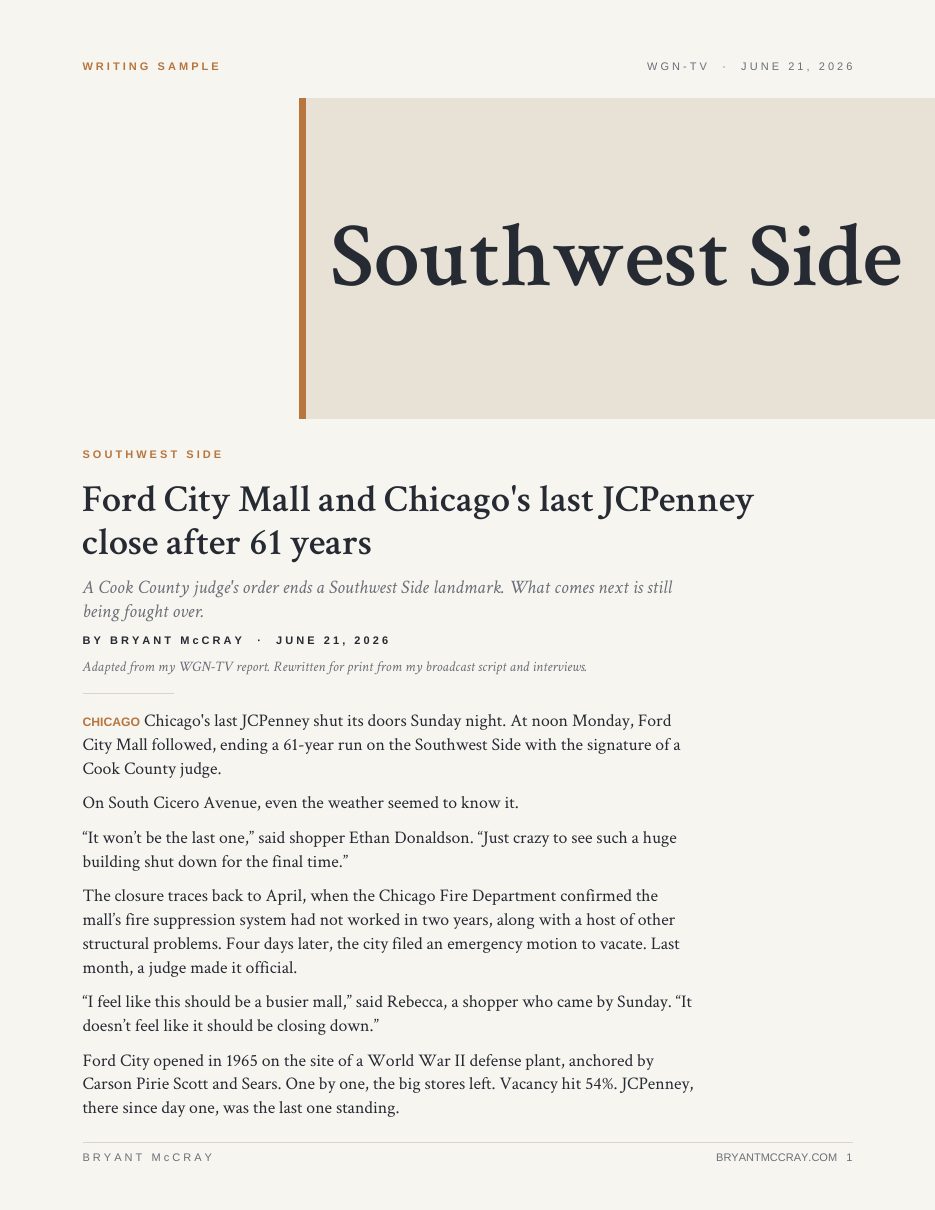 WRITING SAMPLE
WGN-TV · JUNE 21, 2026
Southwest Side
SOUTHWEST SIDE
Ford City Mall and Chicago's last JCPenney
close after 61 years
A Cook County judge's order ends a Southwest Side landmark. What comes next is still
being fought over.
BY BRYANT McCRAY · JUNE 21, 2026
Adapted from my WGN-TV report. Rewritten for print from my broadcast script and interviews.
CHICAGO Chicago's last JCPenney shut its doors Sunday night. At noon Monday, Ford
City Mall followed, ending a 61-year run on the Southwest Side with the signature of a
Cook County judge.
On South Cicero Avenue, even the weather seemed to know it.
“It won’t be the last one,” said shopper Ethan Donaldson. “Just crazy to see such a huge
building shut down for the final time.”
The closure traces back to April, when the Chicago Fire Department confirmed the
mall’s fire suppression system had not worked in two years, along with a host of other
structural problems. Four days later, the city filed an emergency motion to vacate. Last
month, a judge made it official.
“I feel like this should be a busier mall,” said Rebecca, a shopper who came by Sunday. “It
doesn’t feel like it should be closing down.”
Ford City opened in 1965 on the site of a World War II defense plant, anchored by
Carson Pirie Scott and Sears. One by one, the big stores left. Vacancy hit 54%. JCPenney,
there since day one, was the last one standing.
BRYANT McCRAY
BRYANTMCCRAY.COM 1